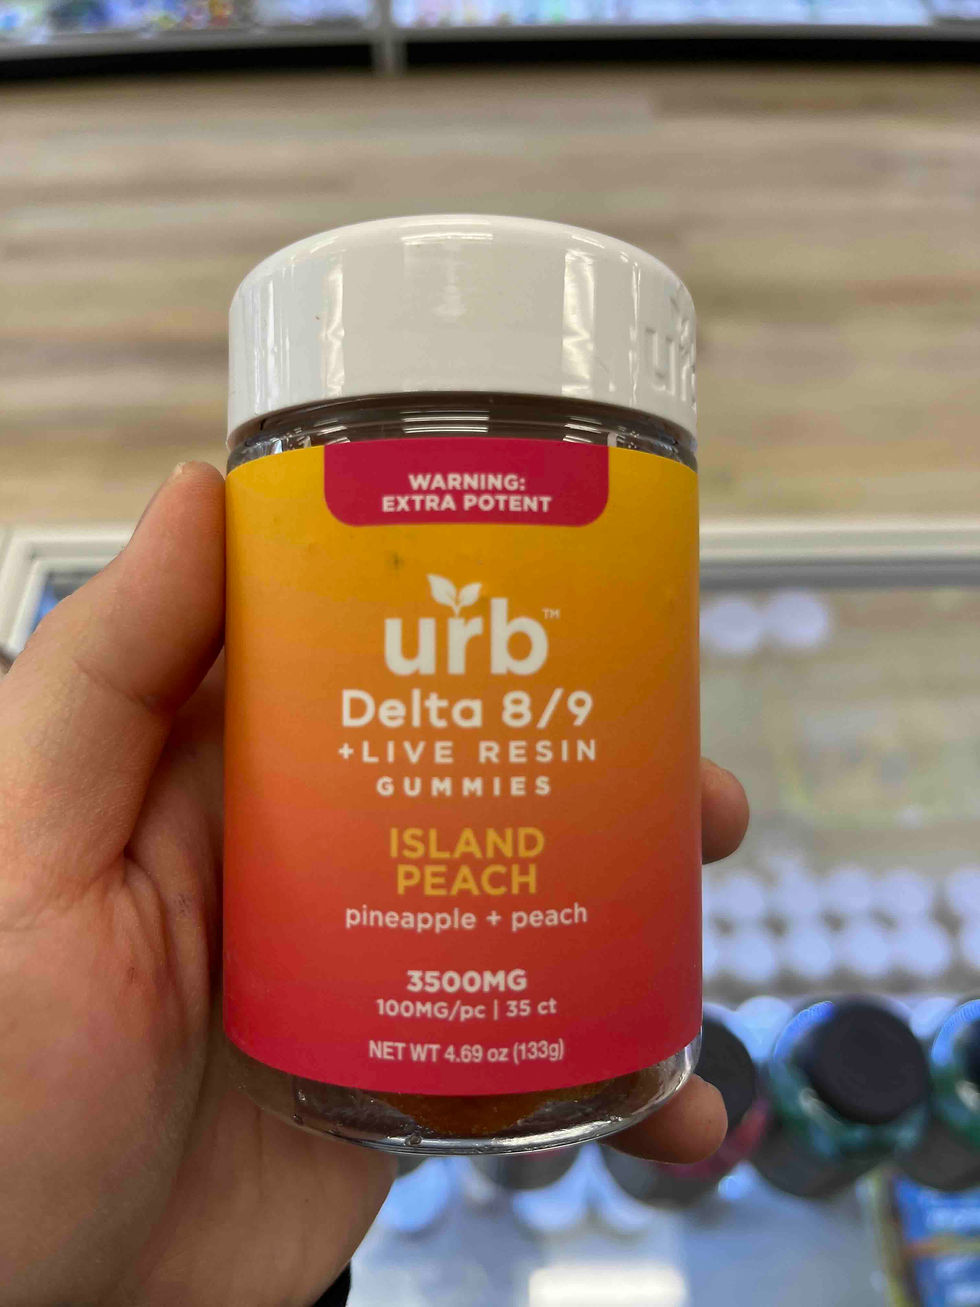 WARNING:
EXTRA POTENT
urb™
Delta 8/9
+LIVE RESIN
GUMMIES
ISLAND
PEACH
pineapple + peach
3500MG
100MG/pc | 35 ct
NET WT 4.69 oz (133g)